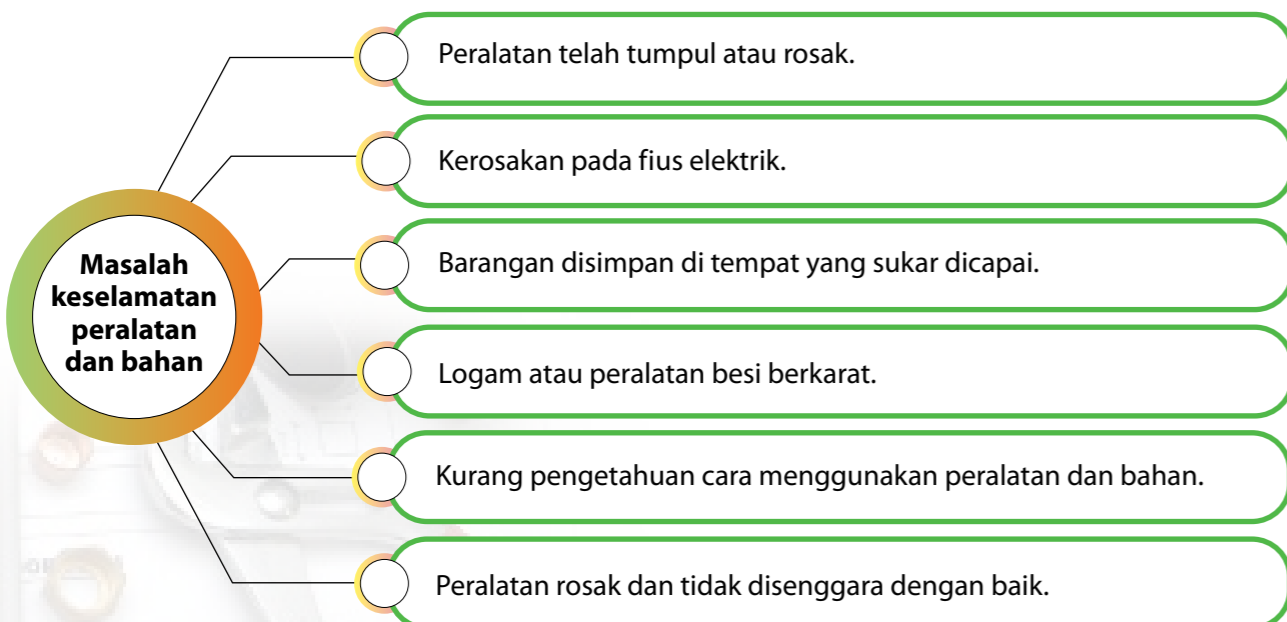 Peralatan telah tumpul atau rosak.
Kerosakan pada fius elektrik.
Masalah
keselamatan
peralatan
dan bahan
Barangan disimpan di tempat yang sukar dicapai.
Logam atau peralatan besi berkarat.
Kurang pengetahuan cara menggunakan peralatan dan bahan.
Peralatan rosak dan tidak disenggara dengan baik.